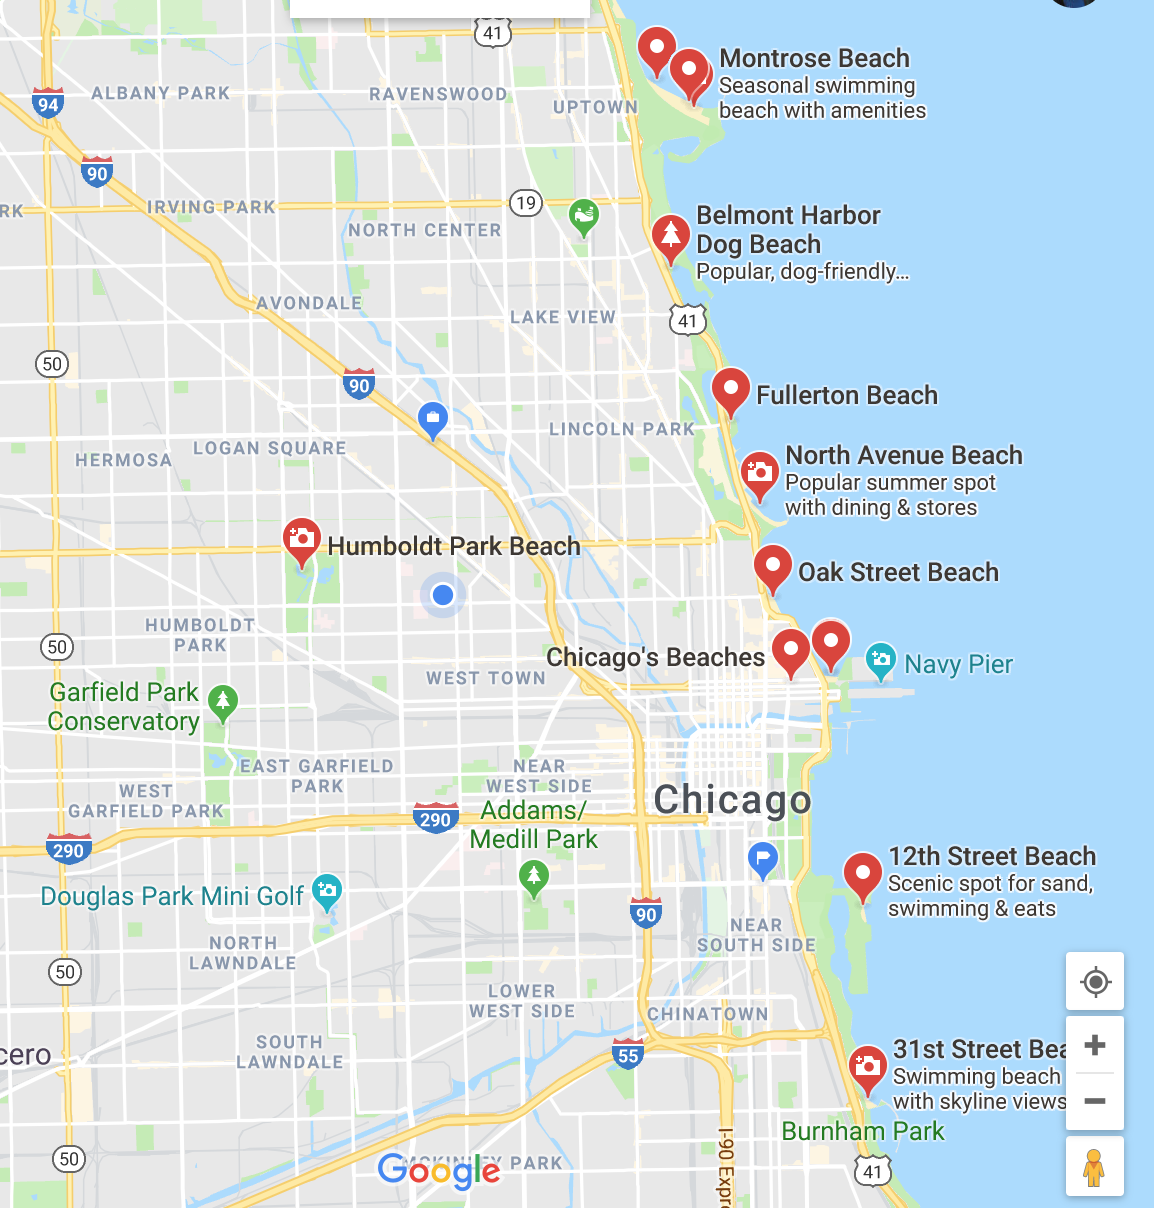 41
Montrose Beach
Seasonal swimming
beach with amenities
94
ALBANY PARK
RAVENSWOOD
UPTOWN
90
RK
IRVING PARK
19
NORTH CENTER
Belmont Harbor
Dog Beach
Popular, dog-friendly...
AVONDALE
LAKE VIEW
41
50
90
Fullerton Beach
LINCOLN PARK
LOGAN SQUARE
HERMOSA
North Avenue Beach
Popular summer spot
with dining & stores
Humboldt Park Beach
Oak Street Beach
HUMBOLDT
PARK
50
Chicago's Beaches
Navy Pier
WEST TOWN
Garfield Park
Conservatory
EAST GARFIELD
PARK
NEAR
WEST SIDE
WEST
GARFIELD PARK
Chicago
Addams/
Medill Park
290
290
12th Street Beach
Scenic spot for sand,
swimming & eats
Douglas Park Mini Golf
90
NEAR
SOUTH SIDE
NORTH
LAWNDALE
50
LOWER
WEST SIDE
CHINATOWN
SOUTH
LAWNDALE
cero
55
31st Street Bea
Swimming beach
with skyline views
Burnham Park
50
Google
MCKINLEY PARK
I-90 Expre
41